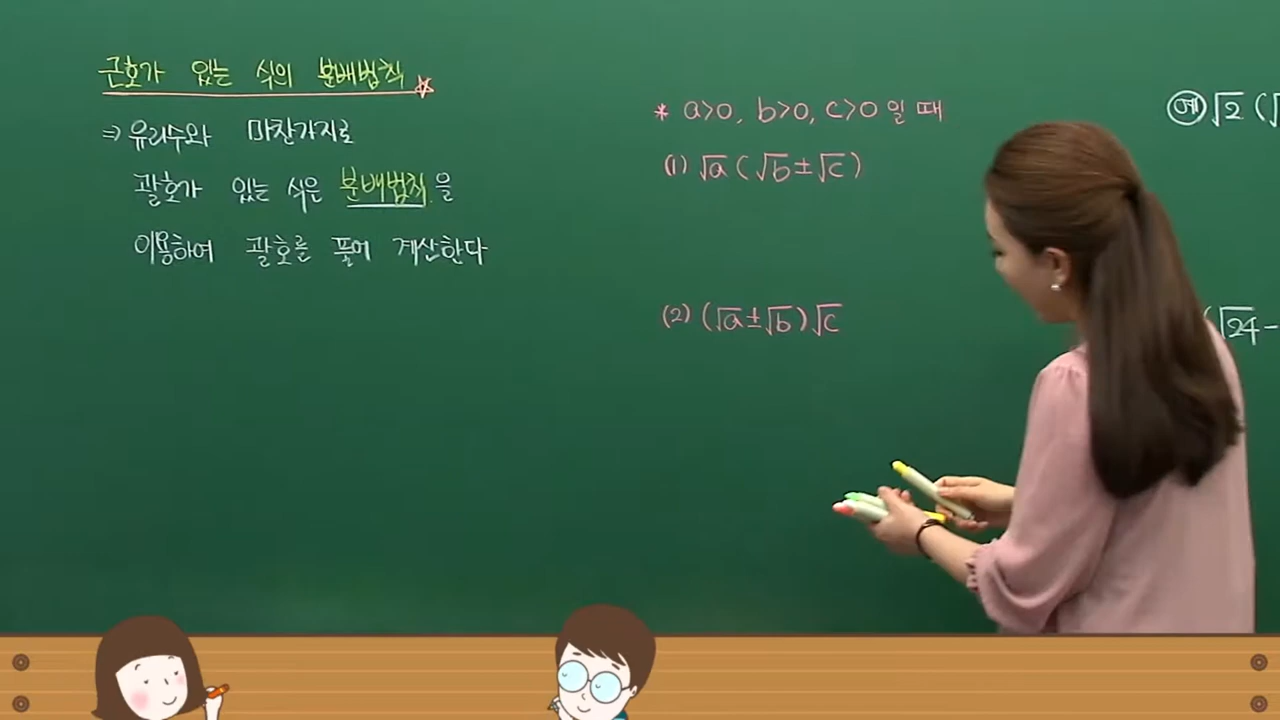 근호가 있는 식의 분배법칙
⇒ 유리수와 마찬가지로
괄호가 있는 식은 분배법칙을
이용하여 괄호를 풀어 계산한다
* a>0, b>0, c>0 일 때
(1) √a (√b ± √c)
(2) (√a ± √b) √c
예 √2 (√
(√24 -